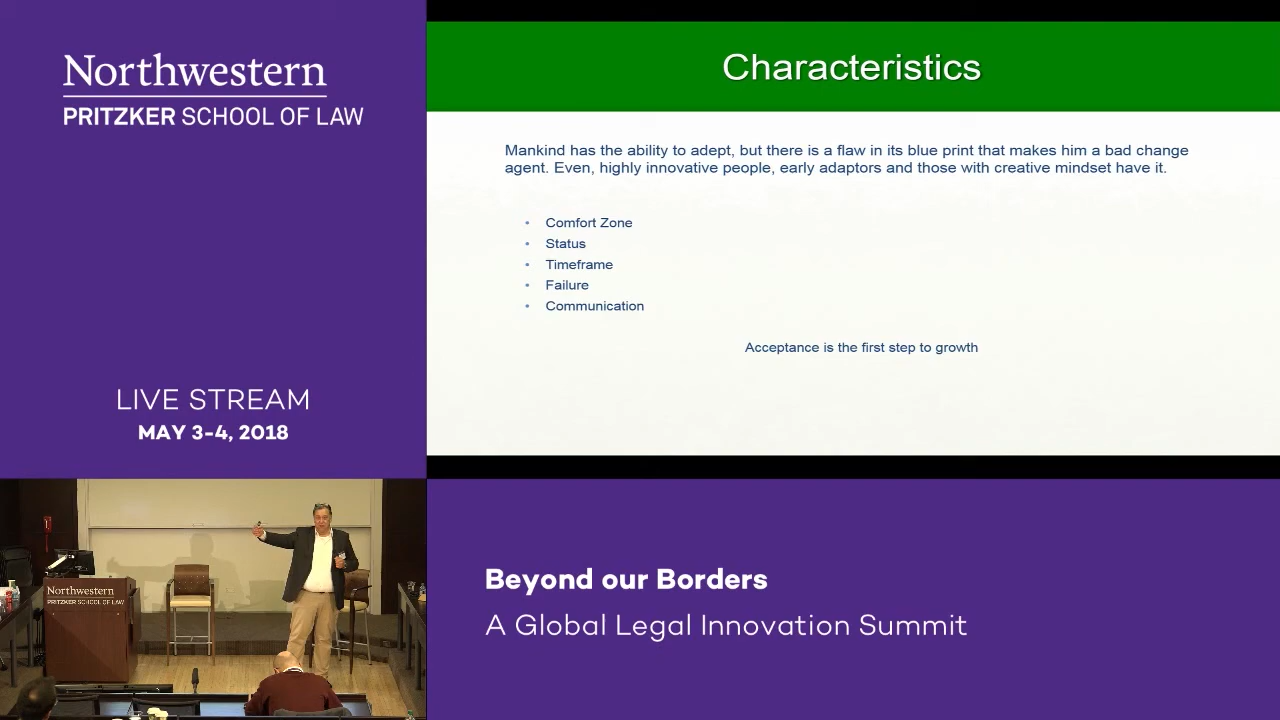 Northwestern
PRITZKER SCHOOL OF LAW
LIVE STREAM
MAY 3-4, 2018
Characteristics
Mankind has the ability to adept, but there is a flaw in its blue print that makes him a bad change
agent. Even, highly innovative people, early adaptors and those with creative mindset have it.
• Comfort Zone
• Status
• Timeframe
• Failure
• Communication
Acceptance is the first step to growth
Northwestern
PRITZKER SCHOOL OF LAW
Beyond our Borders
A Global Legal Innovation Summit